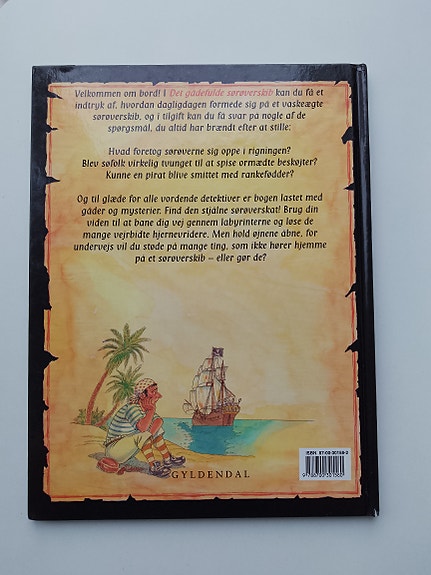 Velkommen om bord! I Det gådefulde sørøverskib kan du få et
indtryk af, hvordan dagligdagen formede sig på et vaskeægte
sørøverskib, og i tilgift kan du få svar på nogle af de
spørgsmål, du altid har brændt efter at stille:
Hvad foretog sørøverne sig oppe i rigningen?
Blev søfolk virkelig tvunget til at spise ormædte beskøjter?
Kunne en pirat blive smittet med rankefødder?
Og til glæde for alle vordende detektiver er bogen lastet med
gåder og mysterier. Find den stjålne sørøverskat! Brug din
viden til at bane dig vej gennem labyrinterne og løse de
mange vejrbidte hjernevridere. Men hold øjnene åbne, for
undervejs vil du støde på mange ting, som ikke hører hjemme
på et sørøverskib – eller gør de?
GYLDENDAL